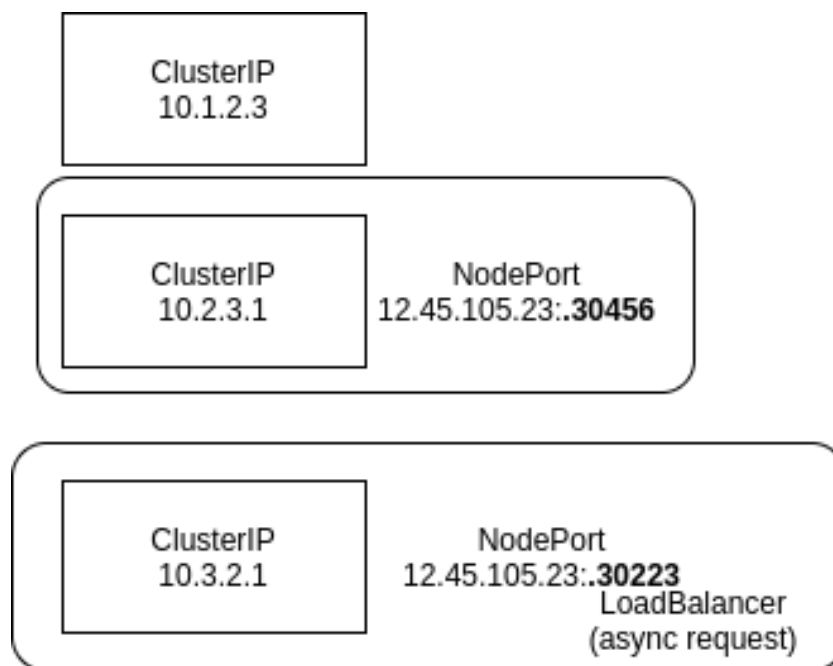 ClusterIP
10.1.2.3
ClusterIP
10.2.3.1
NodePort
12.45.105.23:.30456
ClusterIP
10.3.2.1
NodePort
12.45.105.23:.30223
LoadBalancer
(async request)